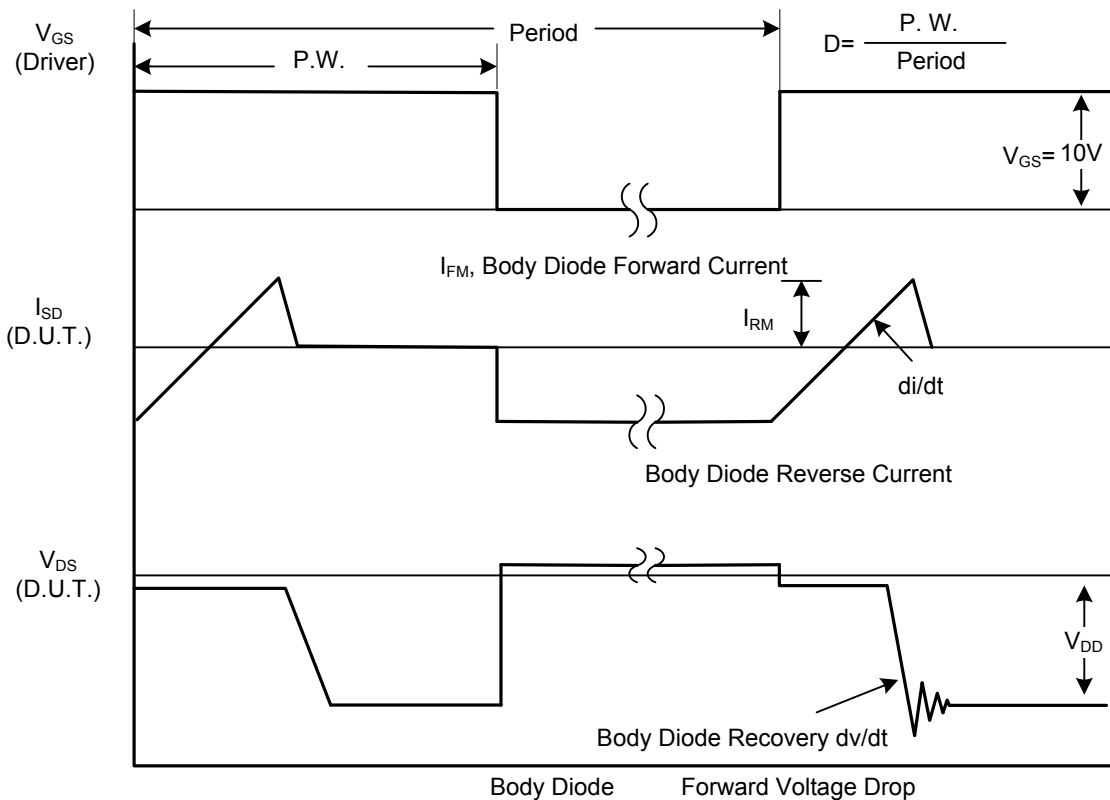 V_GS
(Driver)
Period
P.W.
D= P. W.
Period
V_GS= 10V
I_FM, Body Diode Forward Current
I_SD
(D.U.T.)
I_RM
di/dt
Body Diode Reverse Current
V_DS
(D.U.T.)
V_DD
Body Diode Recovery dv/dt
Body Diode Forward Voltage Drop